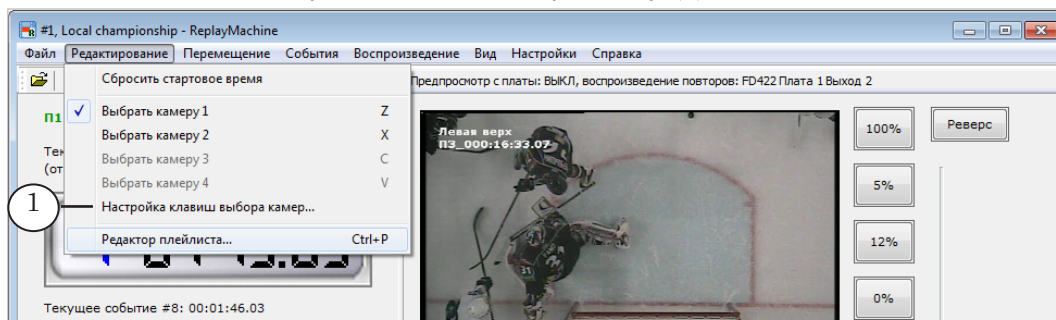 #1, Local championship - ReplayMachine
Файл Редактирование Перемещение События Воспроизведение Вид Настройки Справка
Сбросить стартовое время
Предпросмотр с платы: ВЫКЛ, воспроизведение повторов: FD422 Плата 1 Выход 2
П1
Выбрать камеру 1 Z
Выбрать камеру 2 X
Выбрать камеру 3 C
Выбрать камеру 4 V
1
Настройка клавиш выбора камер...
Редактор плейлиста... Ctrl+P
Левая верх
П3_000:16:33.07
31
100%
Реверс
5%
12%
0%
Текущее событие #8: 00:01:46.03